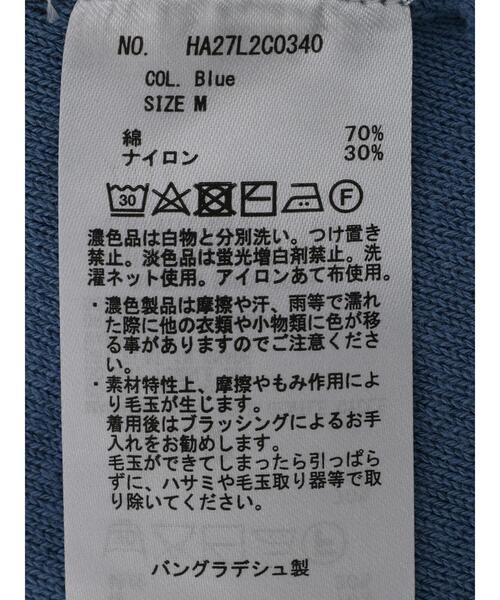 NO. HA27L2C0340
COL. Blue
SIZE M
綿 70%
ナイロン 30%
30 F
濃色品は白物と分別洗い。つけ置き
禁止。淡色品は蛍光増白剤禁止。洗
濯ネット使用。アイロンあて布使用。
・濃色製品は摩擦や汗、雨等で濡れ
た際に他の衣類や小物類に色が移
る事がありますのでご注意くださ
い。
・素材特性上、摩擦やもみ作用によ
り毛玉が生じます。
着用後はブラッシングによるお手
入れをお勧めします。
毛玉ができてしまったら引っぱら
ずに、ハサミや毛玉取り器等で取
り除いてください。
バングラデシュ製